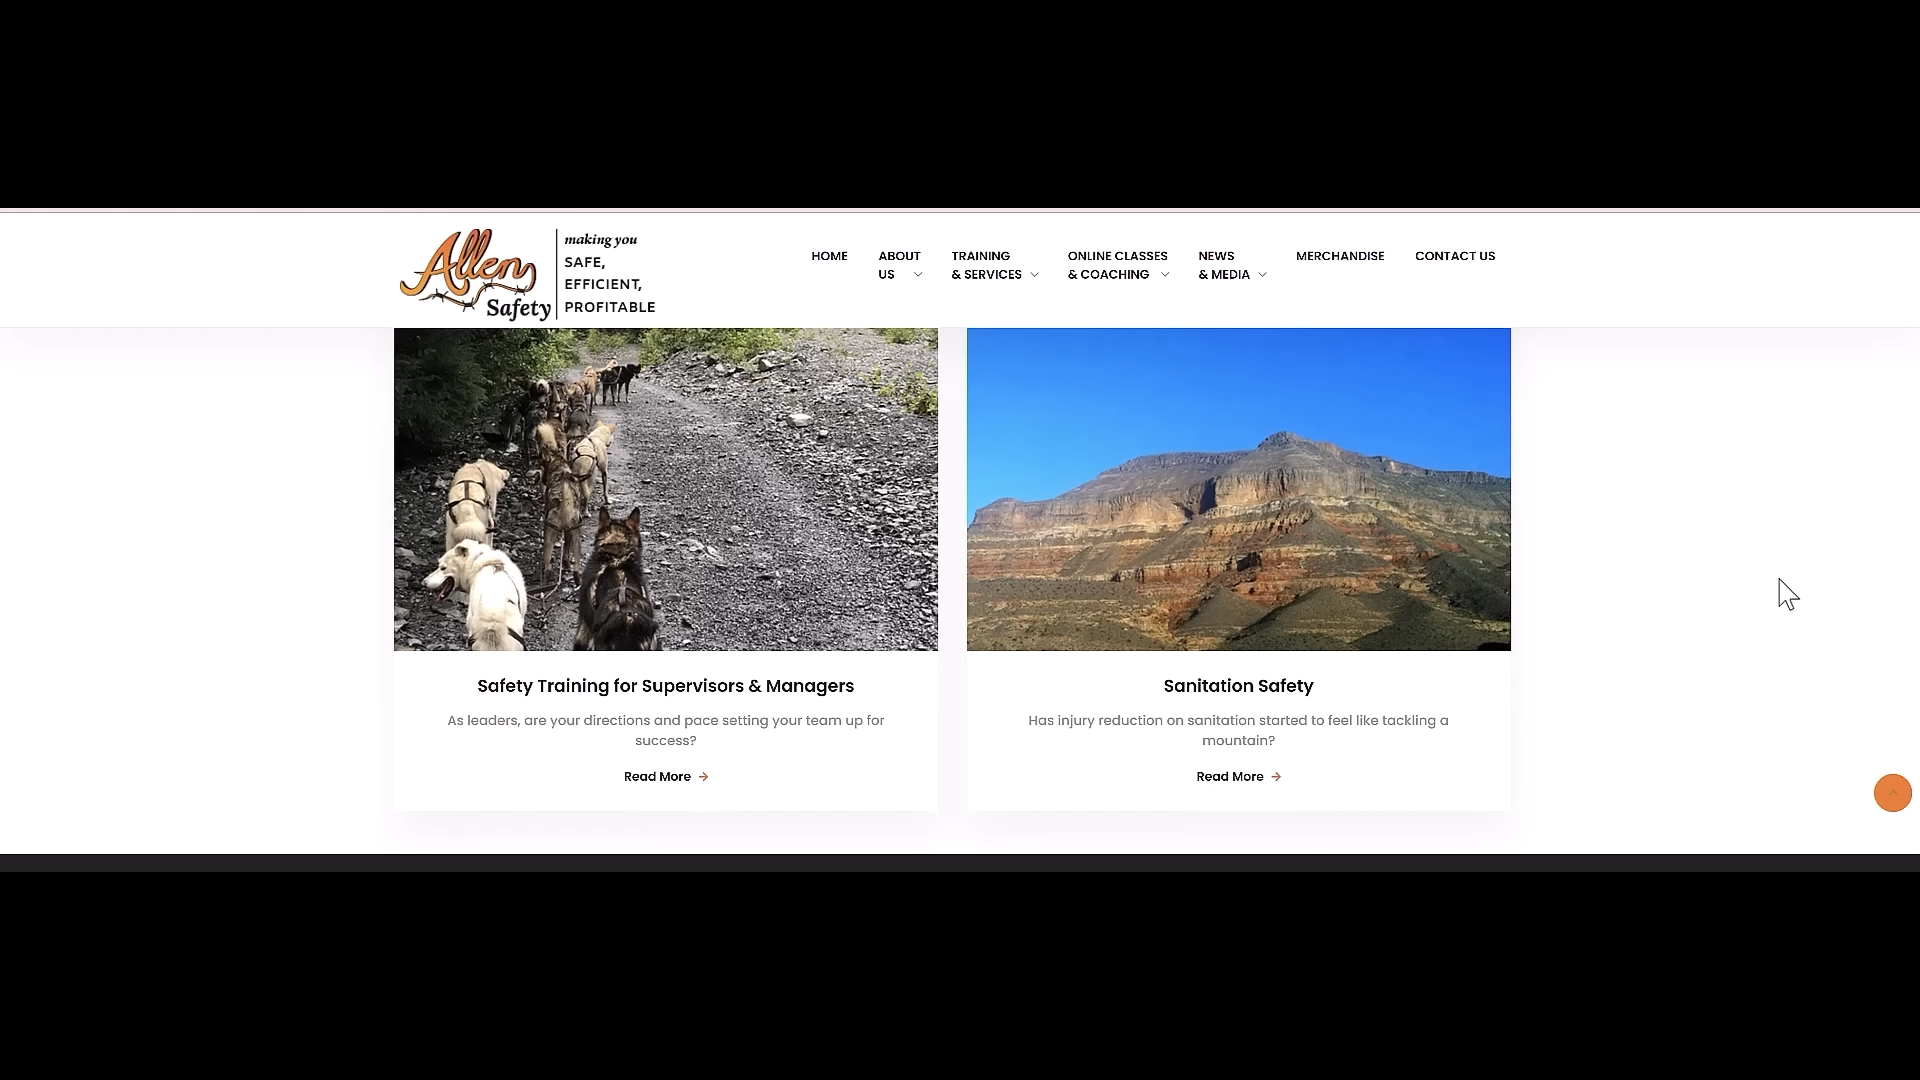 Allen
Safety
making you
SAFE,
EFFICIENT,
PROFITABLE
HOME
ABOUT
US
TRAINING
& SERVICES
ONLINE CLASSES
& COACHING
NEWS
& MEDIA
MERCHANDISE
CONTACT US
Safety Training for Supervisors & Managers
As leaders, are your directions and pace setting your team up for
success?
Read More
Sanitation Safety
Has injury reduction on sanitation started to feel like tackling a
mountain?
Read More